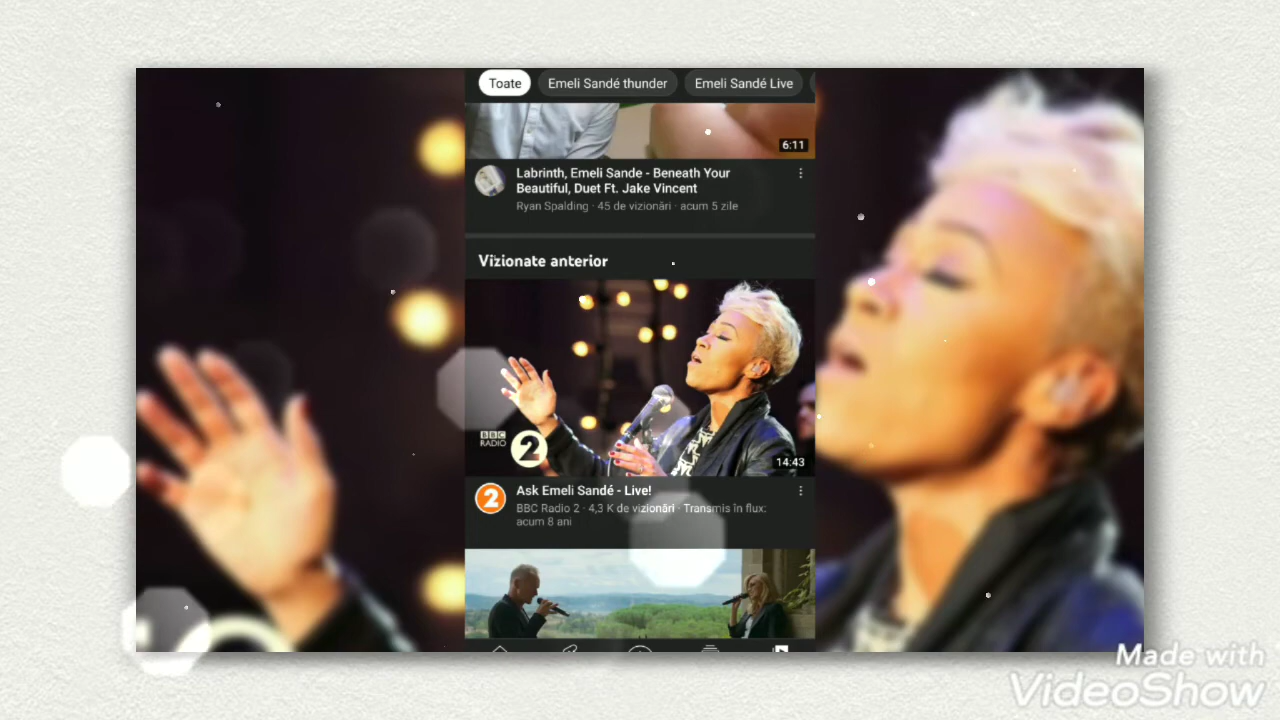 Toate
Emeli Sandé thunder
Emeli Sandé Live
6:11
Labrinth, Emeli Sande - Beneath Your
Beautiful, Duet Ft. Jake Vincent
Ryan Spalding · 45 de vizionări · acum 5 zile
Vizionate anterior
BBC
RADIO
2
14:43
2
Ask Emeli Sandé - Live!
BBC Radio 2 · 4,3 K de vizionări · Transmis în flux:
acum 8 ani
Made with
VideoShow